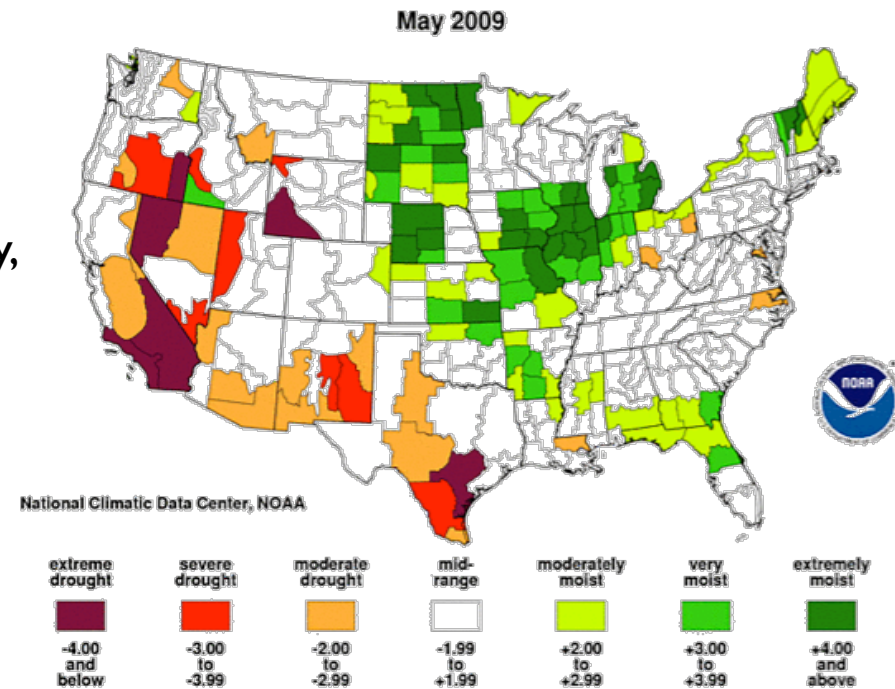 May 2009
y,
NOAA
National Climatic Data Center, NOAA
extreme drought
severe drought
moderate drought
mid-range
moderately moist
very moist
extremely moist
-4.00 and below
-3.00 to -3.99
-2.00 to -2.99
-1.99 to +1.99
+2.00 to +2.99
+3.00 to +3.99
+4.00 and above